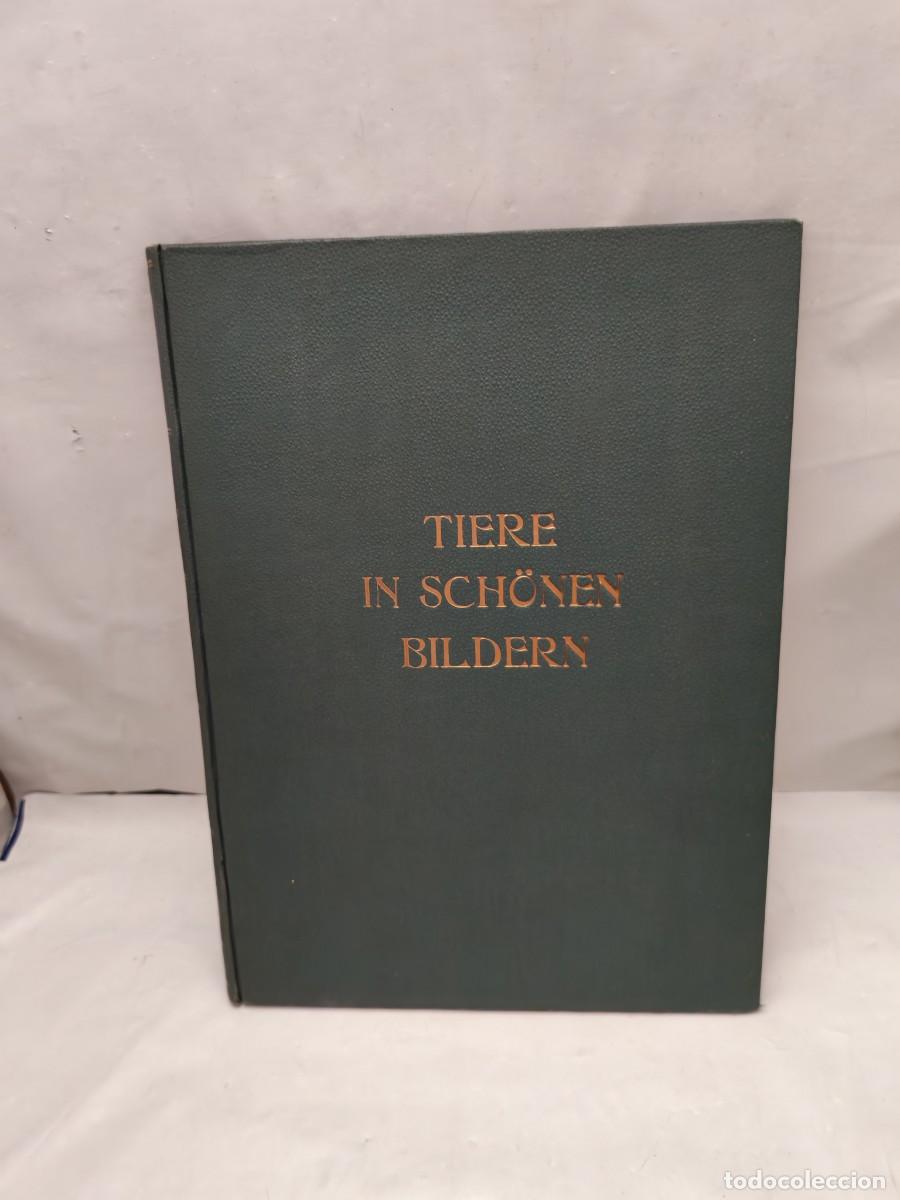 TIERE
IN SCHÖNEN
BILDERN
todocoleccion